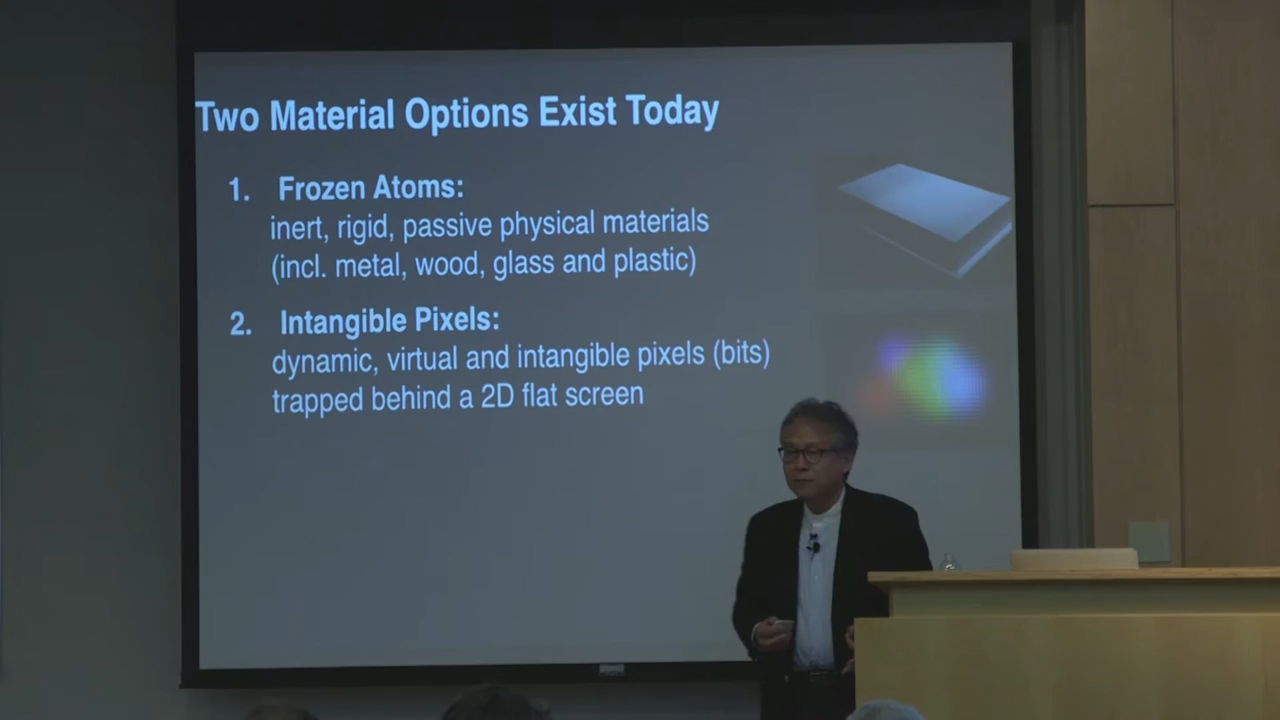 Two Material Options Exist Today
1. Frozen Atoms:
inert, rigid, passive physical materials
(incl. metal, wood, glass and plastic)
2. Intangible Pixels:
dynamic, virtual and intangible pixels (bits)
trapped behind a 2D flat screen